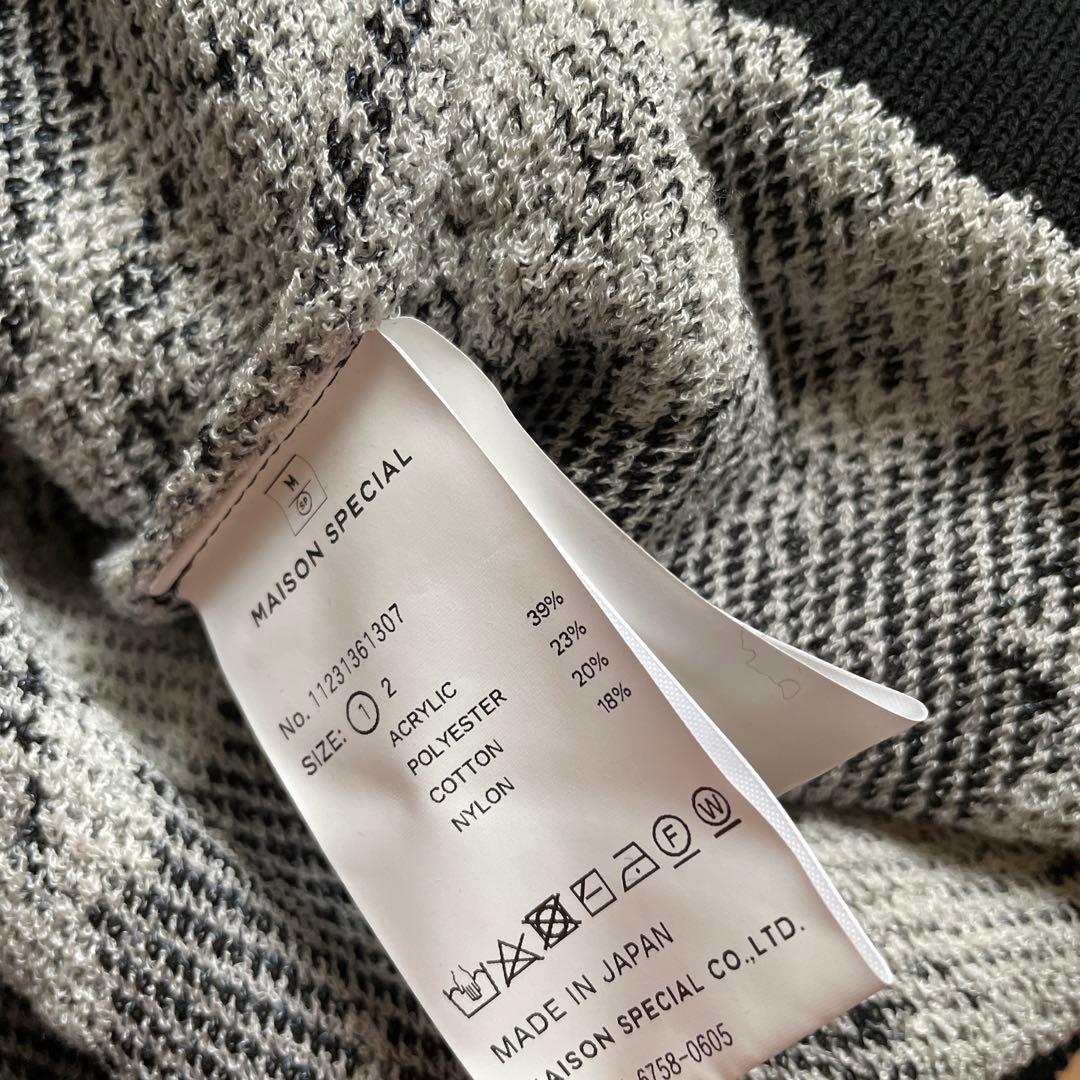 M
SP
MAISON SPECIAL
No. 11231361307
SIZE: 1 2
ACRYLIC 39%
POLYESTER 23%
COTTON 20%
NYLON 18%
F W
MADE IN JAPAN
MAISON SPECIAL CO.,LTD.
6758-0605